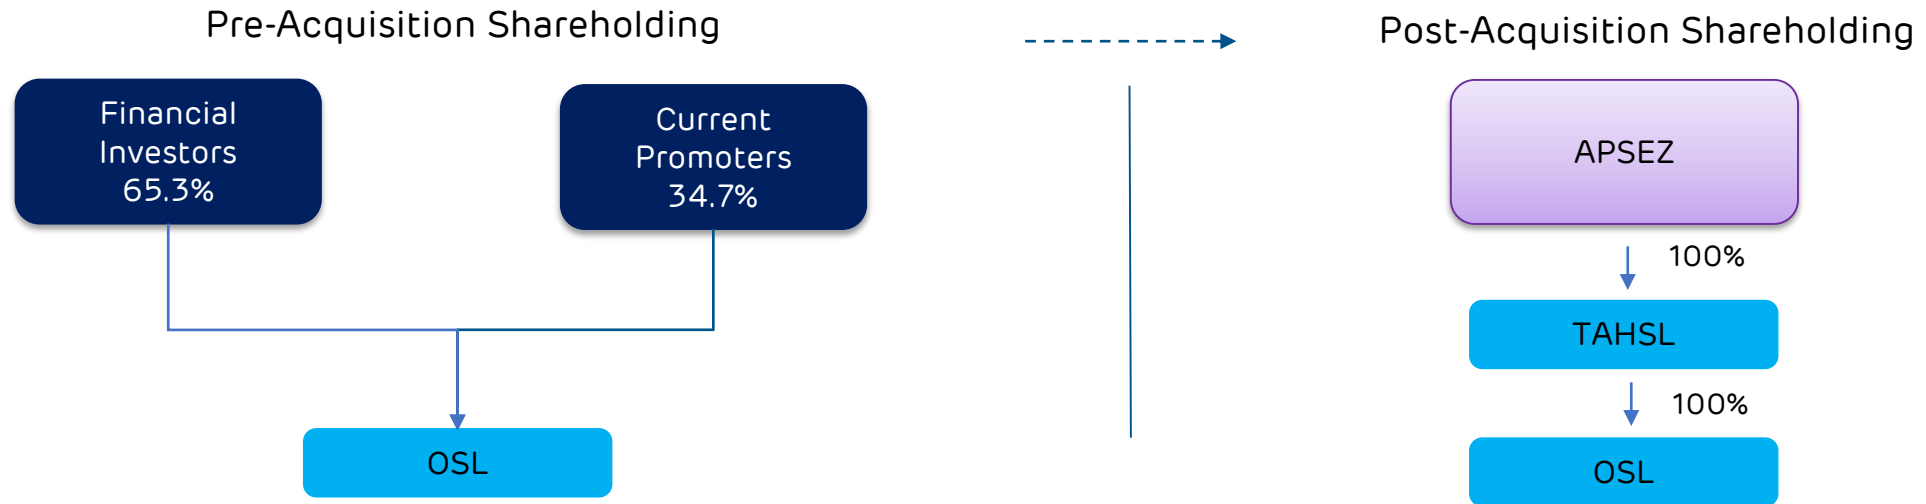 Pre-Acquisition Shareholding
Financial
Investors
65.3%
Current
Promoters
34.7%
OSL
Post-Acquisition Shareholding
APSEZ
100%
TAHSL
100%
OSL